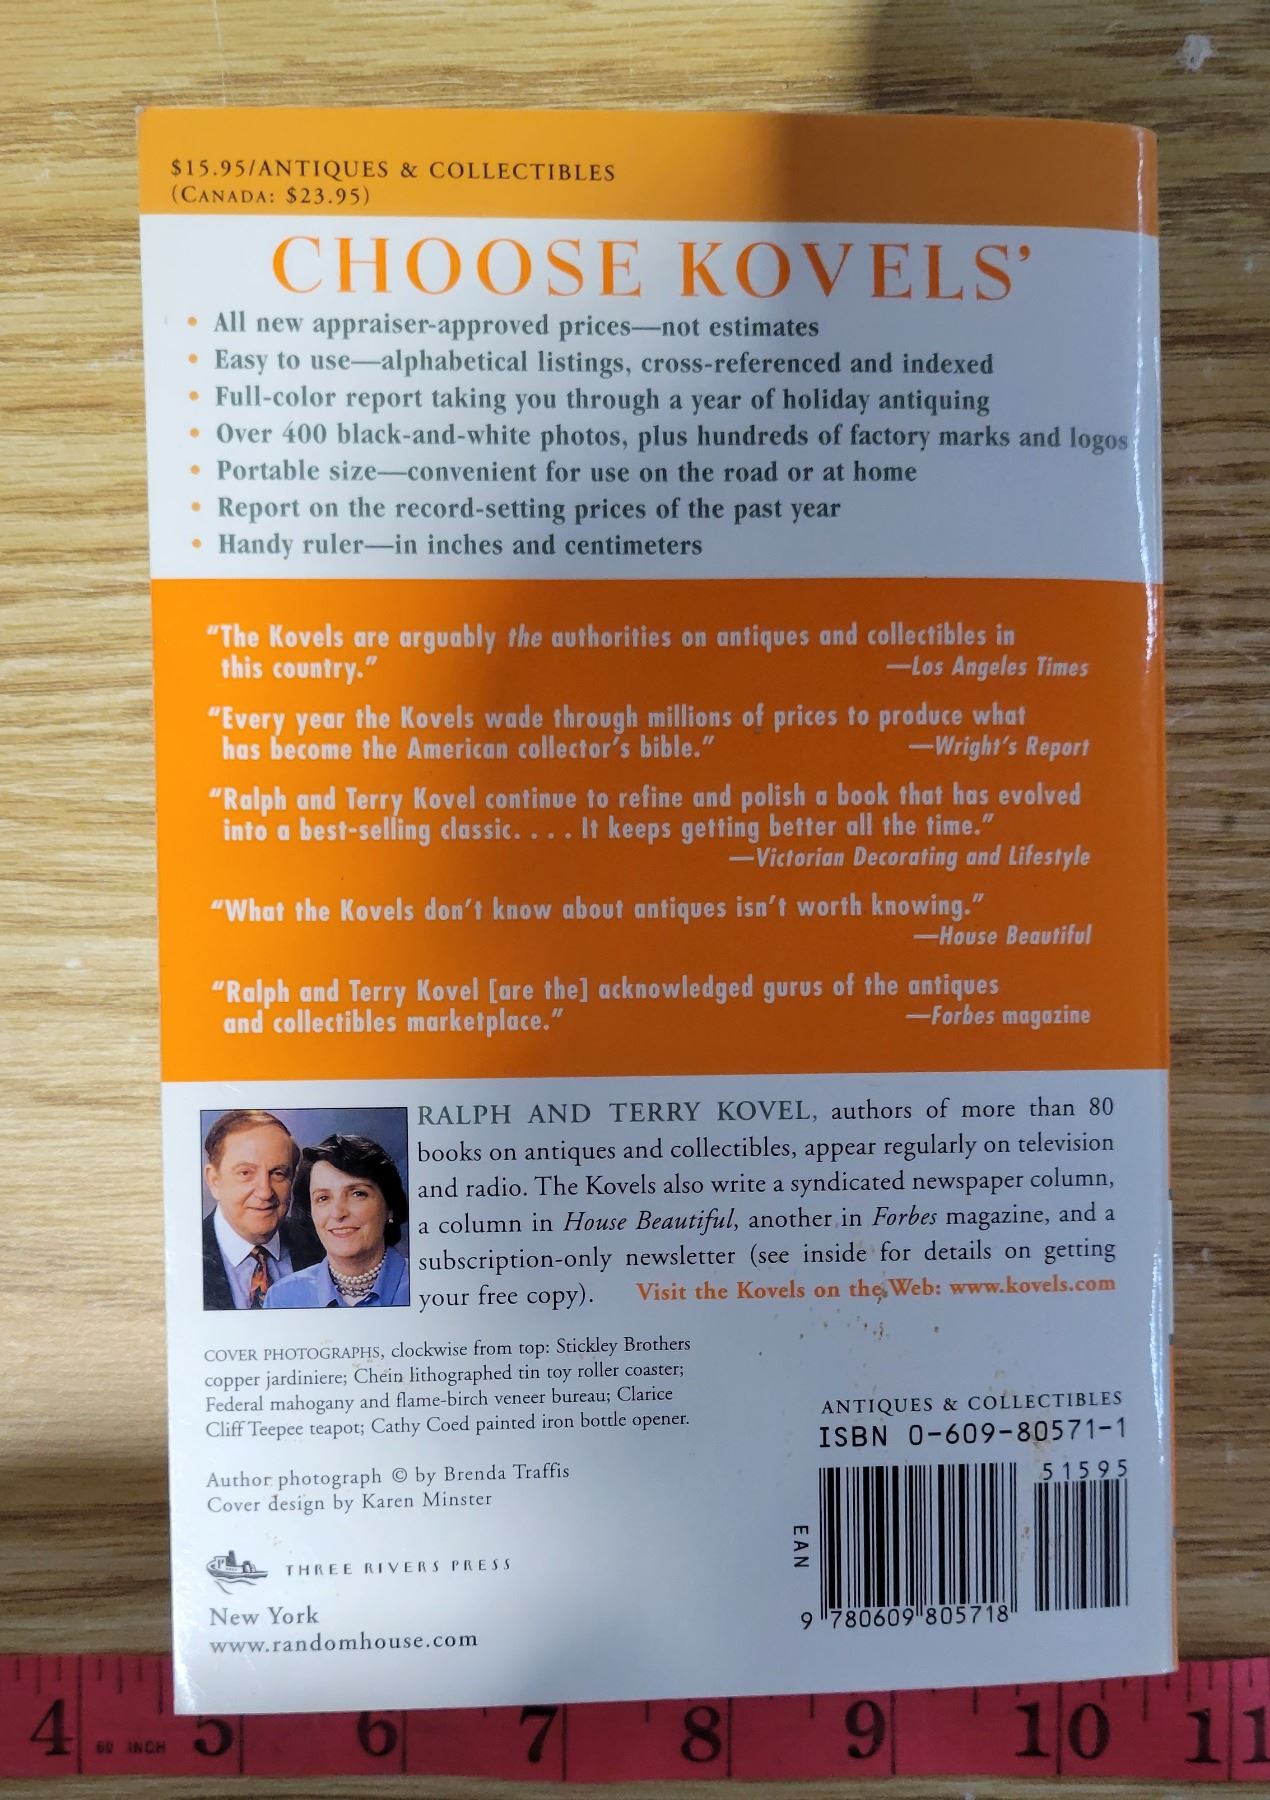 $15.95/ANTIQUES & COLLECTIBLES
(CANADA: $23.95)
CHOOSE KOVELS'
• All new appraiser-approved prices—not estimates
• Easy to use—alphabetical listings, cross-referenced and indexed
• Full-color report taking you through a year of holiday antiquing
• Over 400 black-and-white photos, plus hundreds of factory marks and logos
• Portable size—convenient for use on the road or at home
• Report on the record-setting prices of the past year
• Handy ruler—in inches and centimeters
“The Kovels are arguably the authorities on antiques and collectibles in
this country.” —Los Angeles Times
“Every year the Kovels wade through millions of prices to produce what
has become the American collector's bible.” —Wright's Report
“Ralph and Terry Kovel continue to refine and polish a book that has evolved
into a best-selling classic. . . . It keeps getting better all the time.”
—Victorian Decorating and Lifestyle
“What the Kovels don't know about antiques isn't worth knowing.”
—House Beautiful
“Ralph and Terry Kovel [are the] acknowledged gurus of the antiques
and collectibles marketplace.” —Forbes magazine
RALPH AND TERRY KOVEL, authors of more than 80
books on antiques and collectibles, appear regularly on television
and radio. The Kovels also write a syndicated newspaper column,
a column in House Beautiful, another in Forbes magazine, and a
subscription-only newsletter (see inside for details on getting
your free copy). Visit the Kovels on the Web: www.kovels.com
COVER PHOTOGRAPHS, clockwise from top: Stickley Brothers
copper jardiniere; Chein lithographed tin toy roller coaster;
Federal mahogany and flame-birch veneer bureau; Clarice
Cliff Teepee teapot; Cathy Coed painted iron bottle opener.
Author photograph © by Brenda Traffis
Cover design by Karen Minster
THREE RIVERS PRESS
New York
www.randomhouse.com
ANTIQUES & COLLECTIBLES
ISBN 0-609-80571-1
51595
EAN
9 780609 805718
4 60 INCH 5 6 7 8 9 10 11